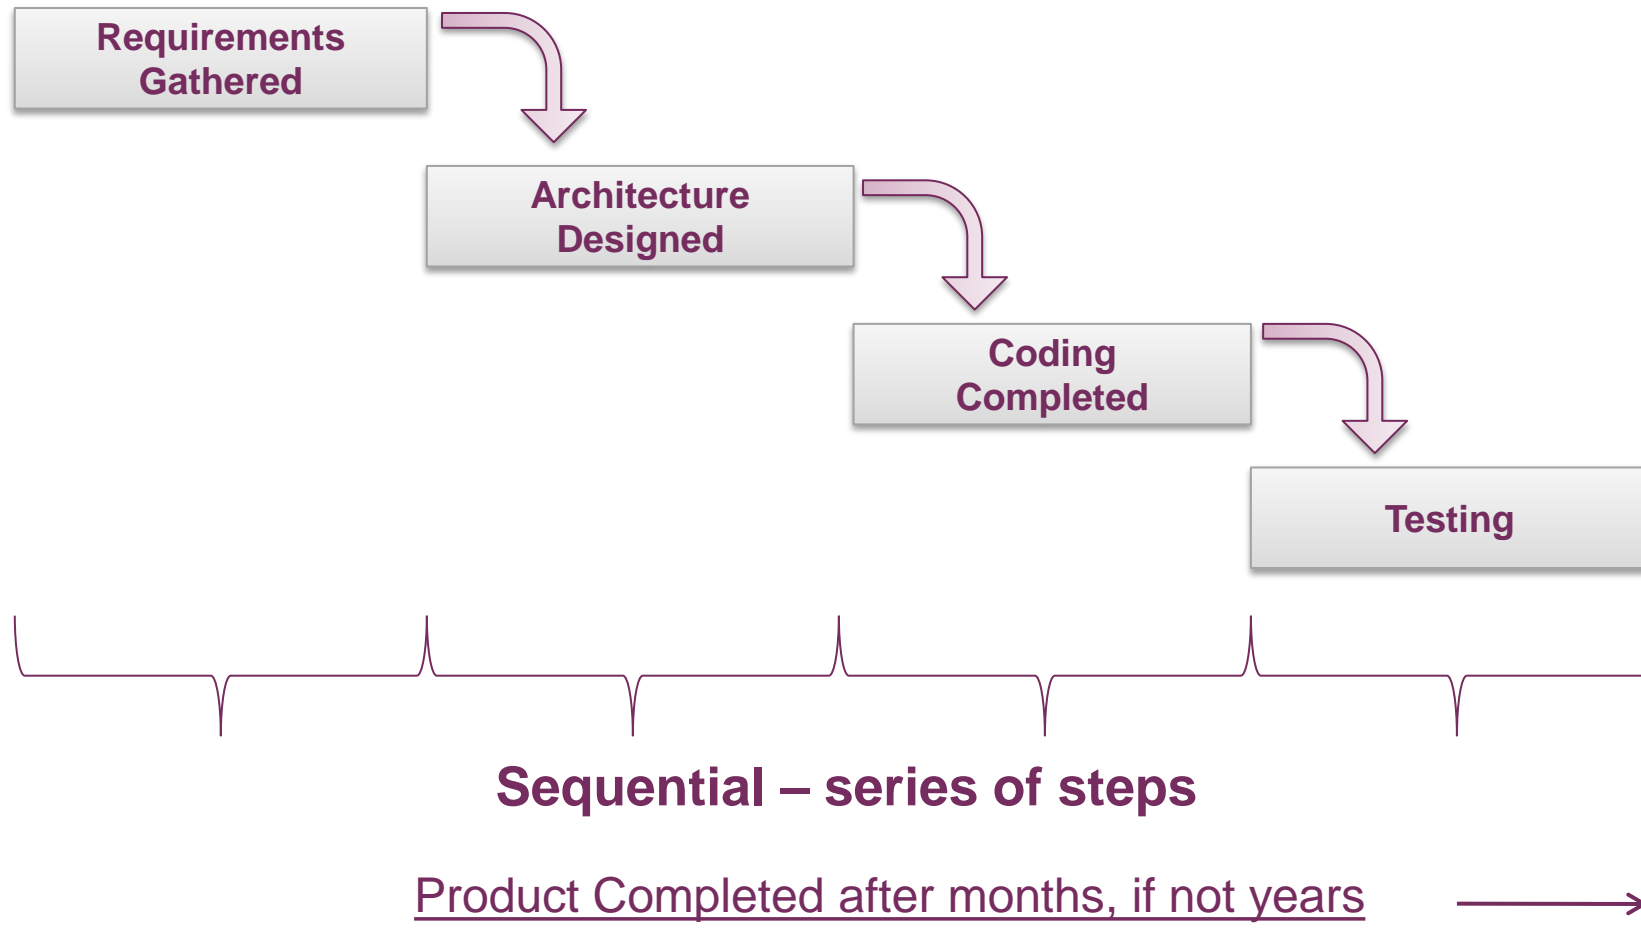 Requirements
Gathered
Architecture
Designed
Coding
Completed
Testing
Sequential – series of steps
Product Completed after months, if not years